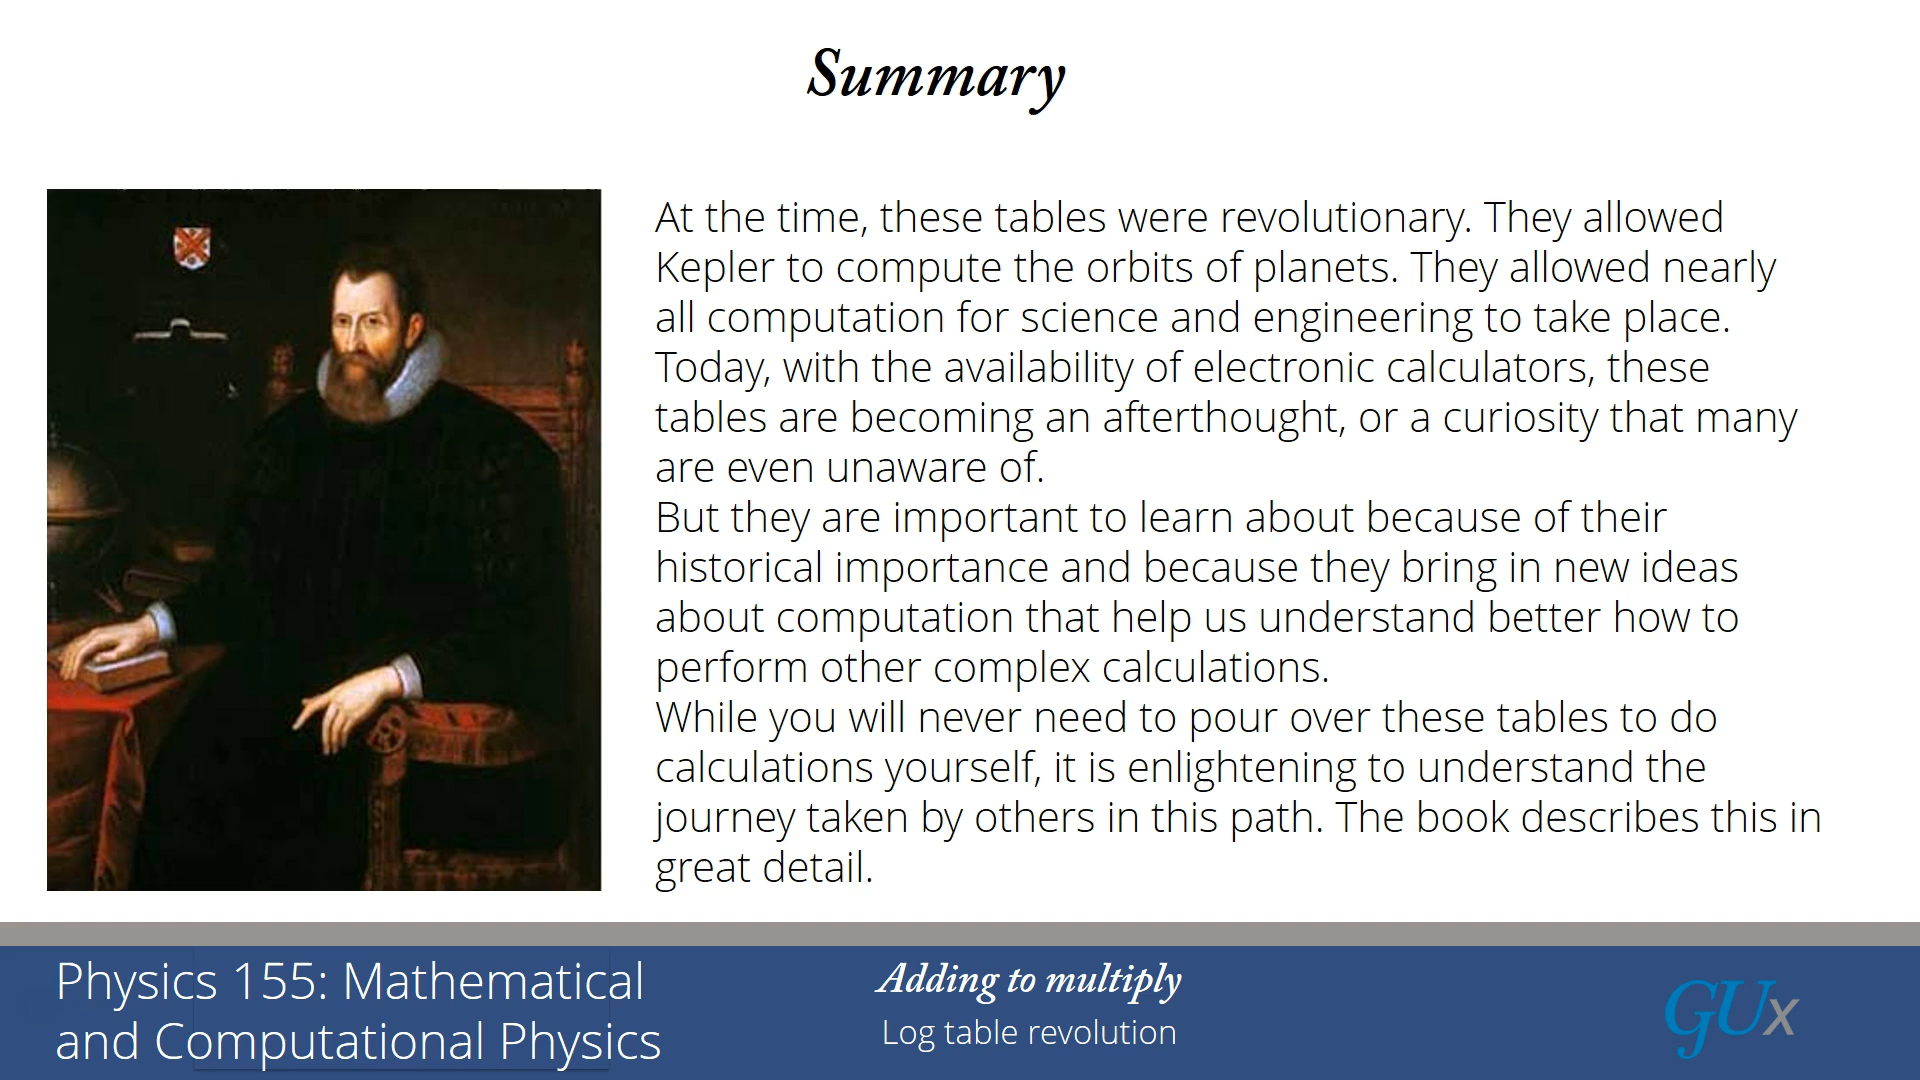 Summary
At the time, these tables were revolutionary. They allowed
Kepler to compute the orbits of planets. They allowed nearly
all computation for science and engineering to take place.
Today, with the availability of electronic calculators, these
tables are becoming an afterthought, or a curiosity that many
are even unaware of.
But they are important to learn about because of their
historical importance and because they bring in new ideas
about computation that help us understand better how to
perform other complex calculations.
While you will never need to pour over these tables to do
calculations yourself, it is enlightening to understand the
journey taken by others in this path. The book describes this in
great detail.
Physics 155: Mathematical
and Computational Physics
Adding to multiply
Log table revolution
GUx